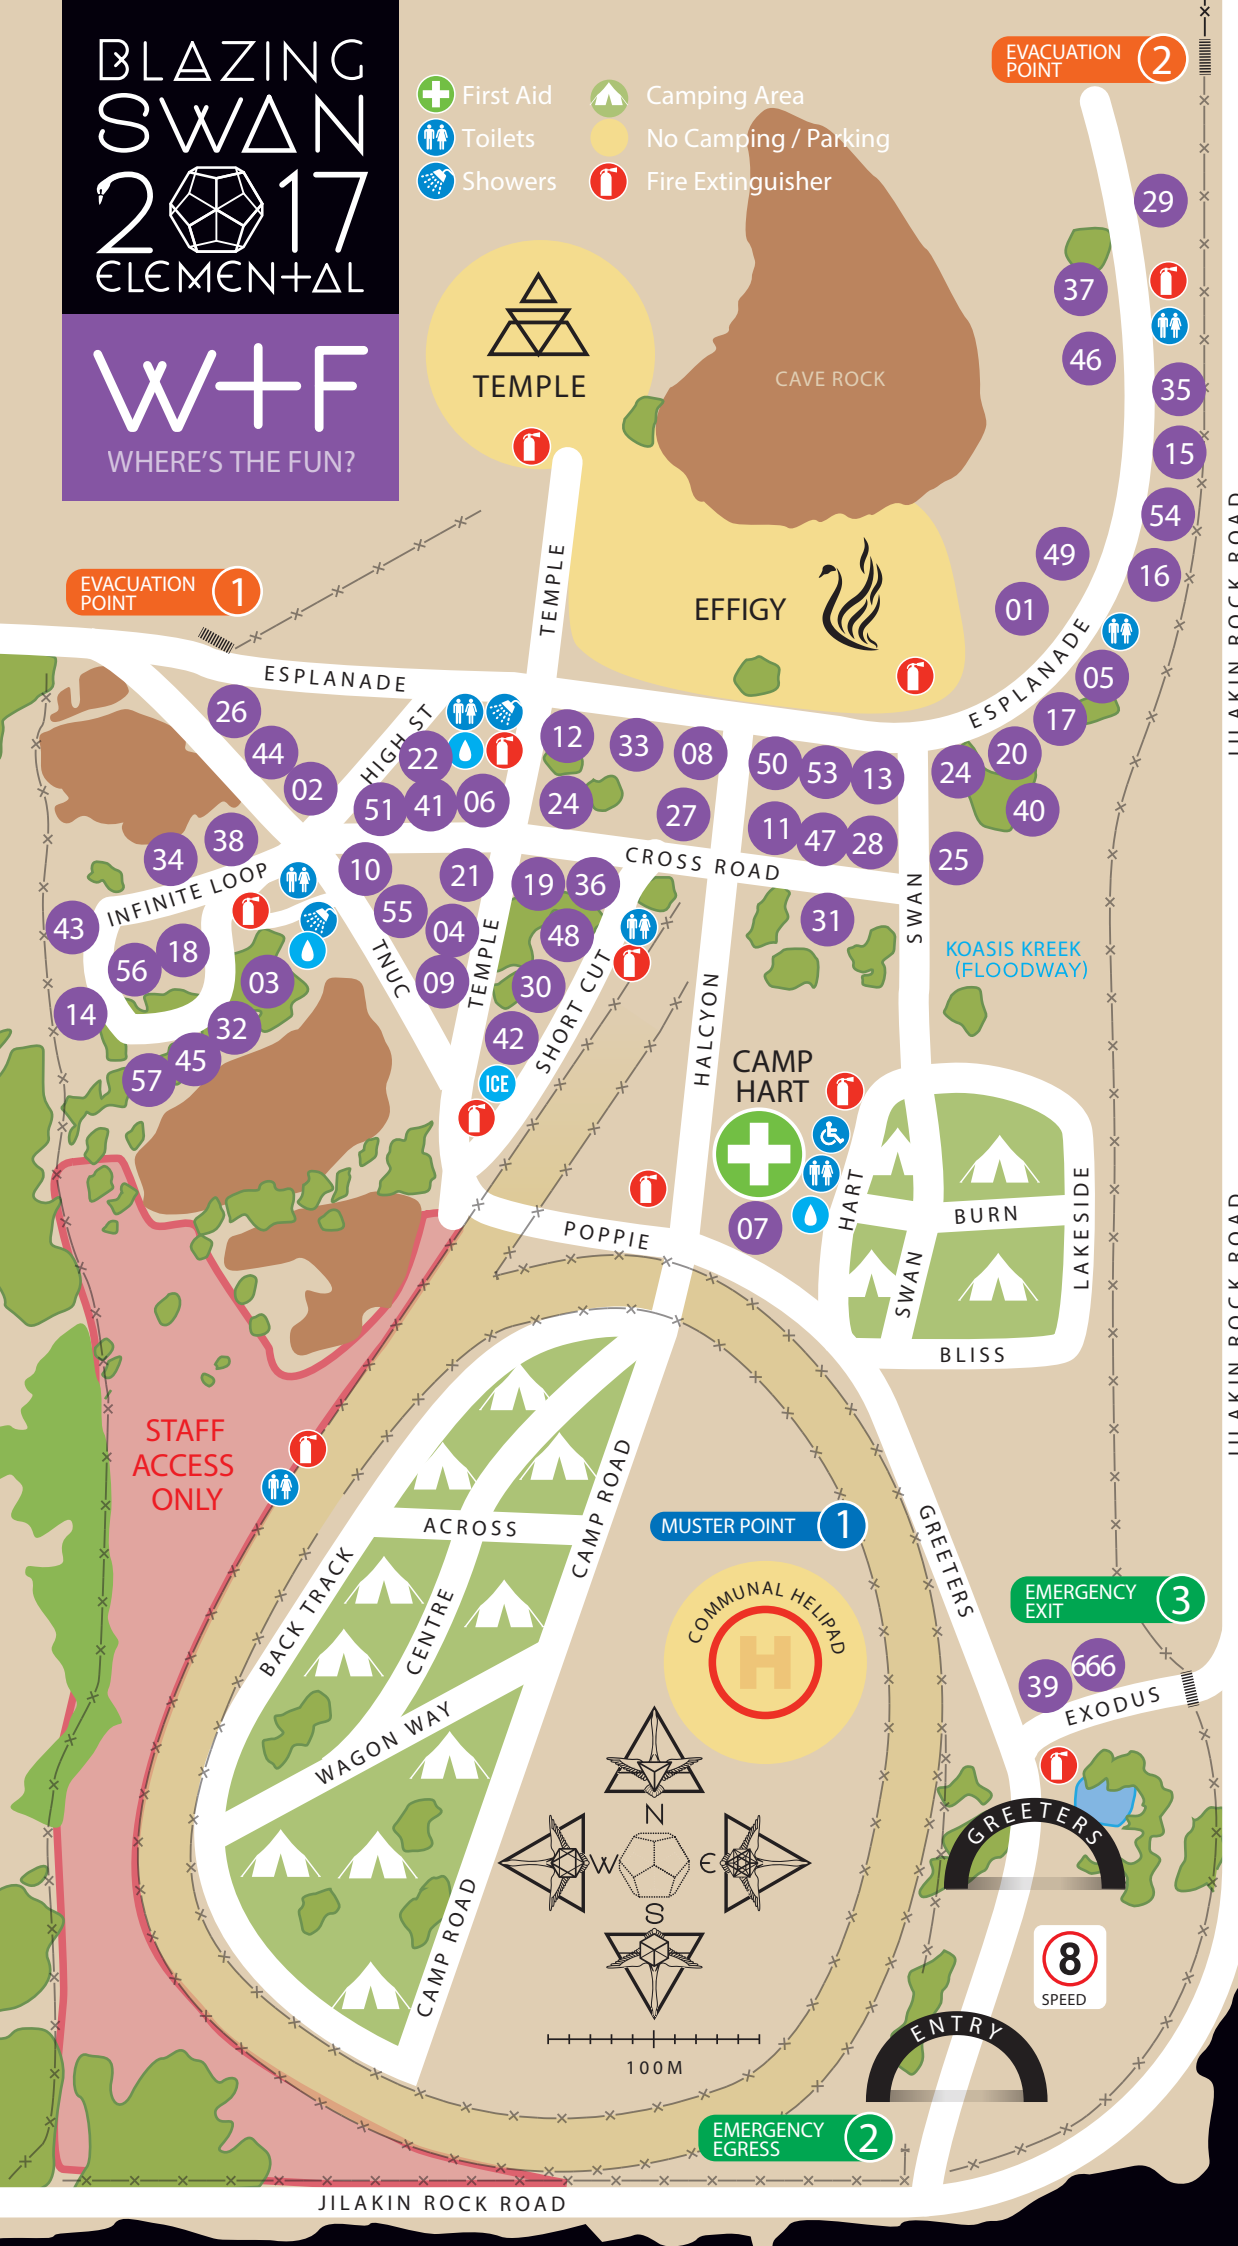 BLAZING
SWAN
2017
ELEMENTAL
W+F
WHERE'S THE FUN?
First Aid
Toilets
Showers
Camping Area
No Camping / Parking
Fire Extinguisher
EVACUATION
POINT
2
29
37
46
35
15
54
16
49
01
TEMPLE
CAVE ROCK
EFFIGY
JILAKIN ROCK ROAD
EVACUATION
POINT
1
TEMPLE
ESPLANADE
ESPLANADE
05
17
20
24
40
25
26
44
02
HIGH ST
22
51
41
06
12
33
08
24
27
50
53
13
11
47
28
38
34
INFINITE LOOP
43
56
18
14
03
32
45
57
10
55
04
09
21
TNUC
TEMPLE
19
36
48
30
42
SHORT CUT
ICE
CROSS ROAD
31
SWAN
KOASIS KREEK
(FLOODWAY)
HALCYON
CAMP
HART
07
HART
BURN
LAKESIDE
SWAN
BLISS
JILAKIN ROCK ROAD
POPPIE
STAFF
ACCESS
ONLY
ACROSS
CAMP ROAD
BACK TRACK
CENTRE
WAGON WAY
CAMP ROAD
MUSTER POINT
1
COMMUNAL HELIPAD
H
GREETERS
EMERGENCY
EXIT
3
39
666
EXODUS
GREETERS
N
W
E
S
100M
8
SPEED
ENTRY
EMERGENCY
EGRESS
2
JILAKIN ROCK ROAD